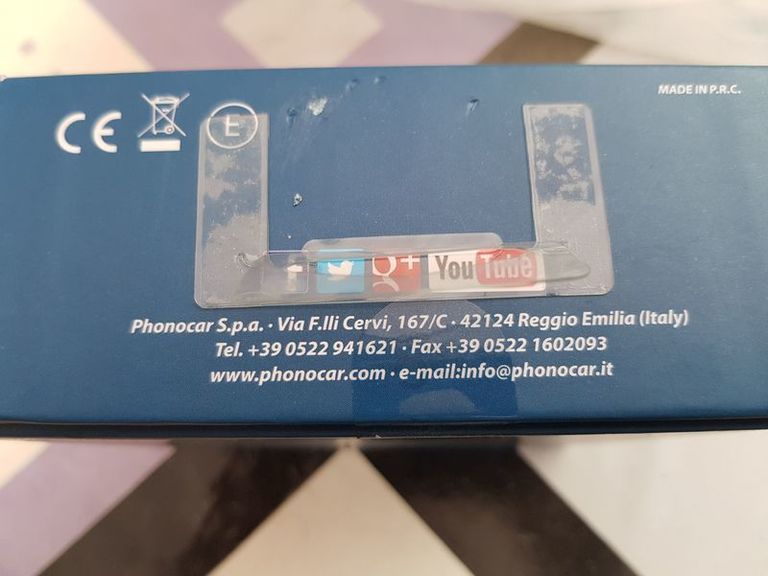 MADE IN P.R.C.
CE
E
g+ YouTube
Phonocar S.p.a. · Via F.lli Cervi, 167/C · 42124 Reggio Emilia (Italy)
Tel. +39 0522 941621 · Fax +39 0522 1602093
www.phonocar.com · e-mail:info@phonocar.it